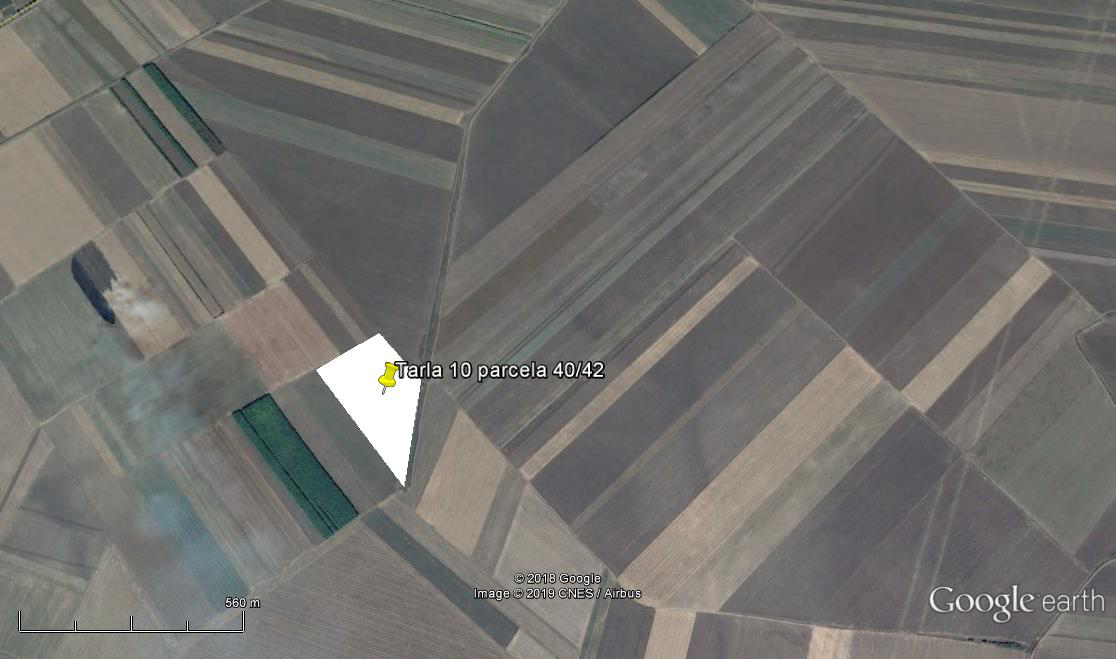 Tarla 10 parcela 40/42
© 2018 Google
Image © 2019 CNES / Airbus
560 m
Google earth